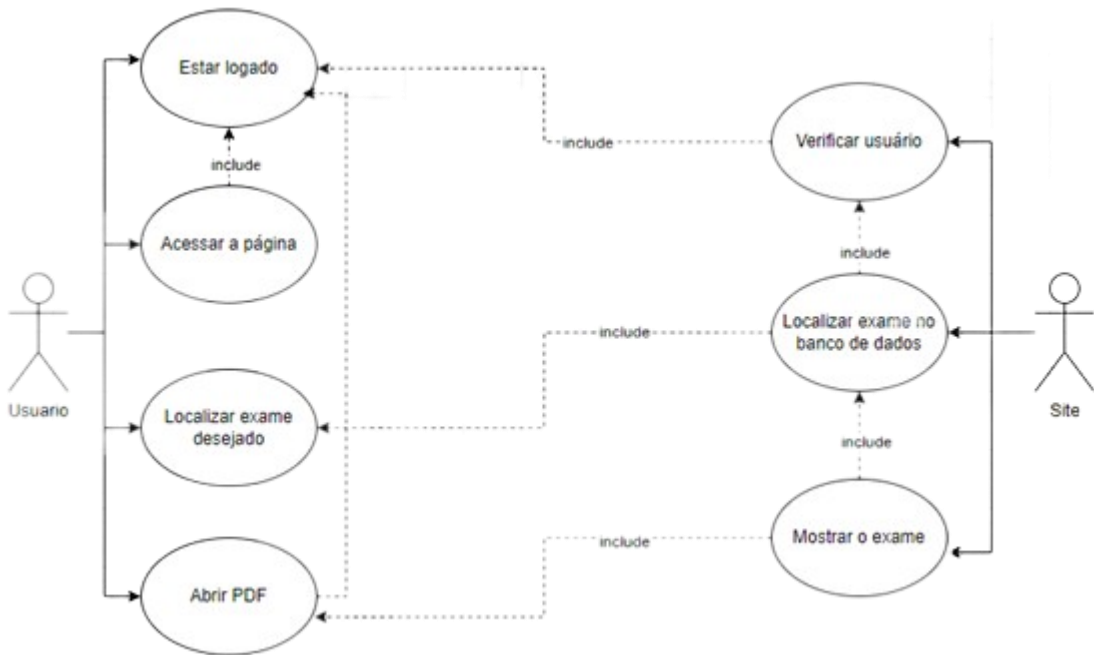 Estar logado
include
Verificar usuário
include
Acessar a página
include
Localizar exame no
banco de dados
include
Usuario
Site
Localizar exame
desejado
include
Mostrar o exame
include
Abrir PDF